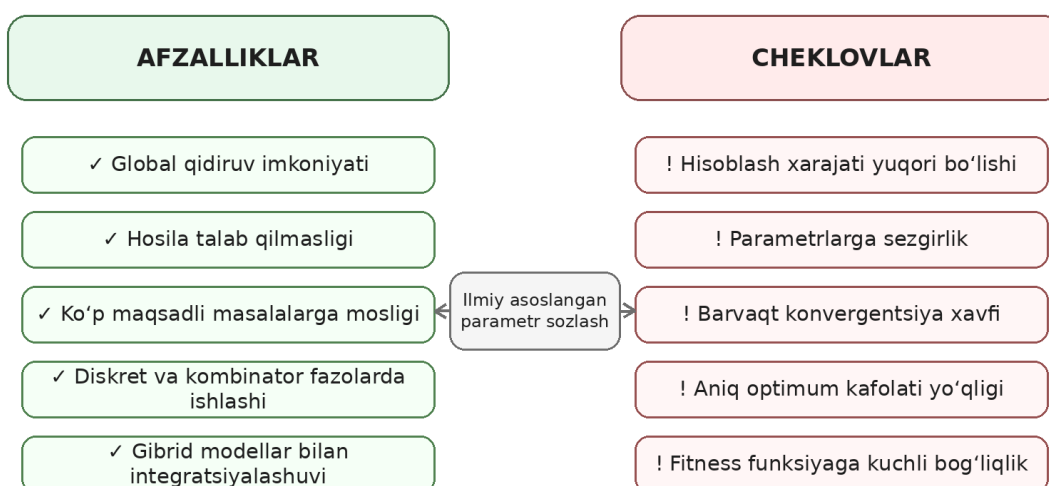 AFZALLIKLAR
✓ Global qidiruv imkoniyati
✓ Hosila talab qilmasligi
✓ Ko‘p maqsadli masalalarga mosligi
✓ Diskret va kombinator fazolarda
ishlashi
✓ Gibrid modellar bilan
integratsiyalashuvi
Ilmiy asoslangan
parametr sozlash
CHEKLOVLAR
! Hisoblash xarajati yuqori bo‘lishi
! Parametrlarga sezgirlik
! Barvaqt konvergentsiya xavfi
! Aniq optimum kafolati yo‘qligi
! Fitness funksiyaga kuchli bog‘liqlik